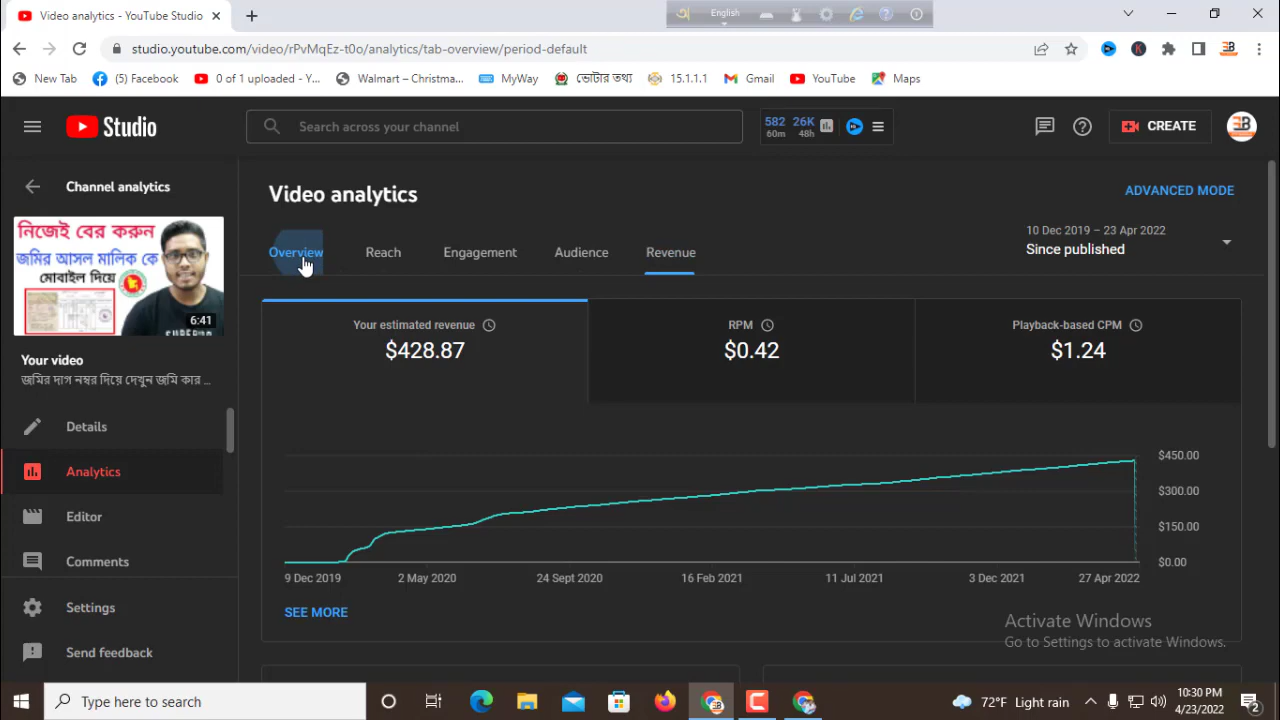 Video analytics - YouTube Studio
English
studio.youtube.com/video/rPvMqEz-t0o/analytics/tab-overview/period-default
New Tab
(5) Facebook
0 of 1 uploaded - Y...
Walmart – Christma...
MyWay
ভোটার তথ্য
15.1.1.1
Gmail
YouTube
Maps
Studio
Search across your channel
582 26K
60m 48h
CREATE
Channel analytics
Video analytics
ADVANCED MODE
নিজেই বের করুন
জমির আসল মালিক কে
মোবাইল দিয়ে
6:41
10 Dec 2019 – 23 Apr 2022
Since published
Overview
Reach
Engagement
Audience
Revenue
Your estimated revenue
$428.87
RPM
$0.42
Playback-based CPM
$1.24
Your video
জমির দাগ নম্বর দিয়ে দেখুন জমি কার ...
Details
Analytics
Editor
Comments
Settings
Send feedback
$450.00
$300.00
$150.00
$0.00
9 Dec 2019
2 May 2020
24 Sept 2020
16 Feb 2021
11 Jul 2021
3 Dec 2021
27 Apr 2022
SEE MORE
Activate Windows
Go to Settings to activate Windows.
Type here to search
72°F Light rain
10:30 PM
4/23/2022
2